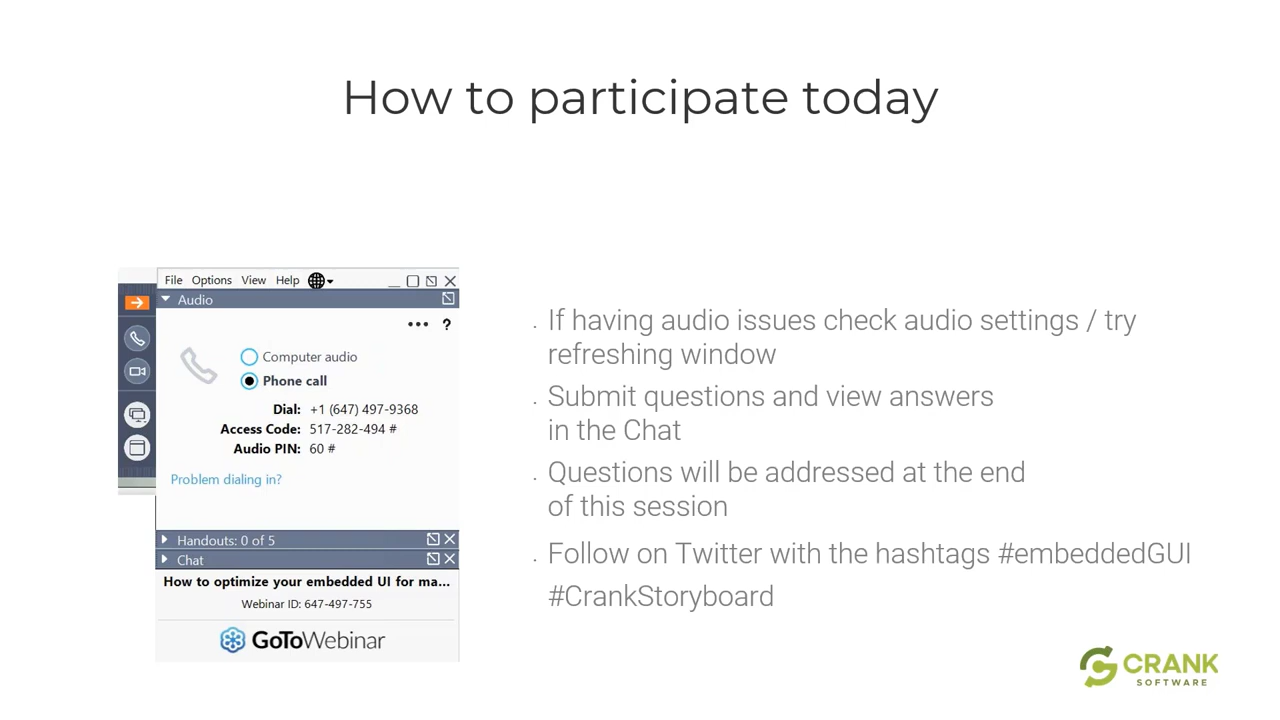 How to participate today
File Options View Help
Audio
••• ?
Computer audio
Phone call
Dial: +1 (647) 497-9368
Access Code: 517-282-494 #
Audio PIN: 60 #
Problem dialing in?
Handouts: 0 of 5
Chat
How to optimize your embedded UI for ma...
Webinar ID: 647-497-755
GoToWebinar
· If having audio issues check audio settings / try
refreshing window
· Submit questions and view answers
in the Chat
· Questions will be addressed at the end
of this session
· Follow on Twitter with the hashtags #embeddedGUI
#CrankStoryboard
CRANK
SOFTWARE